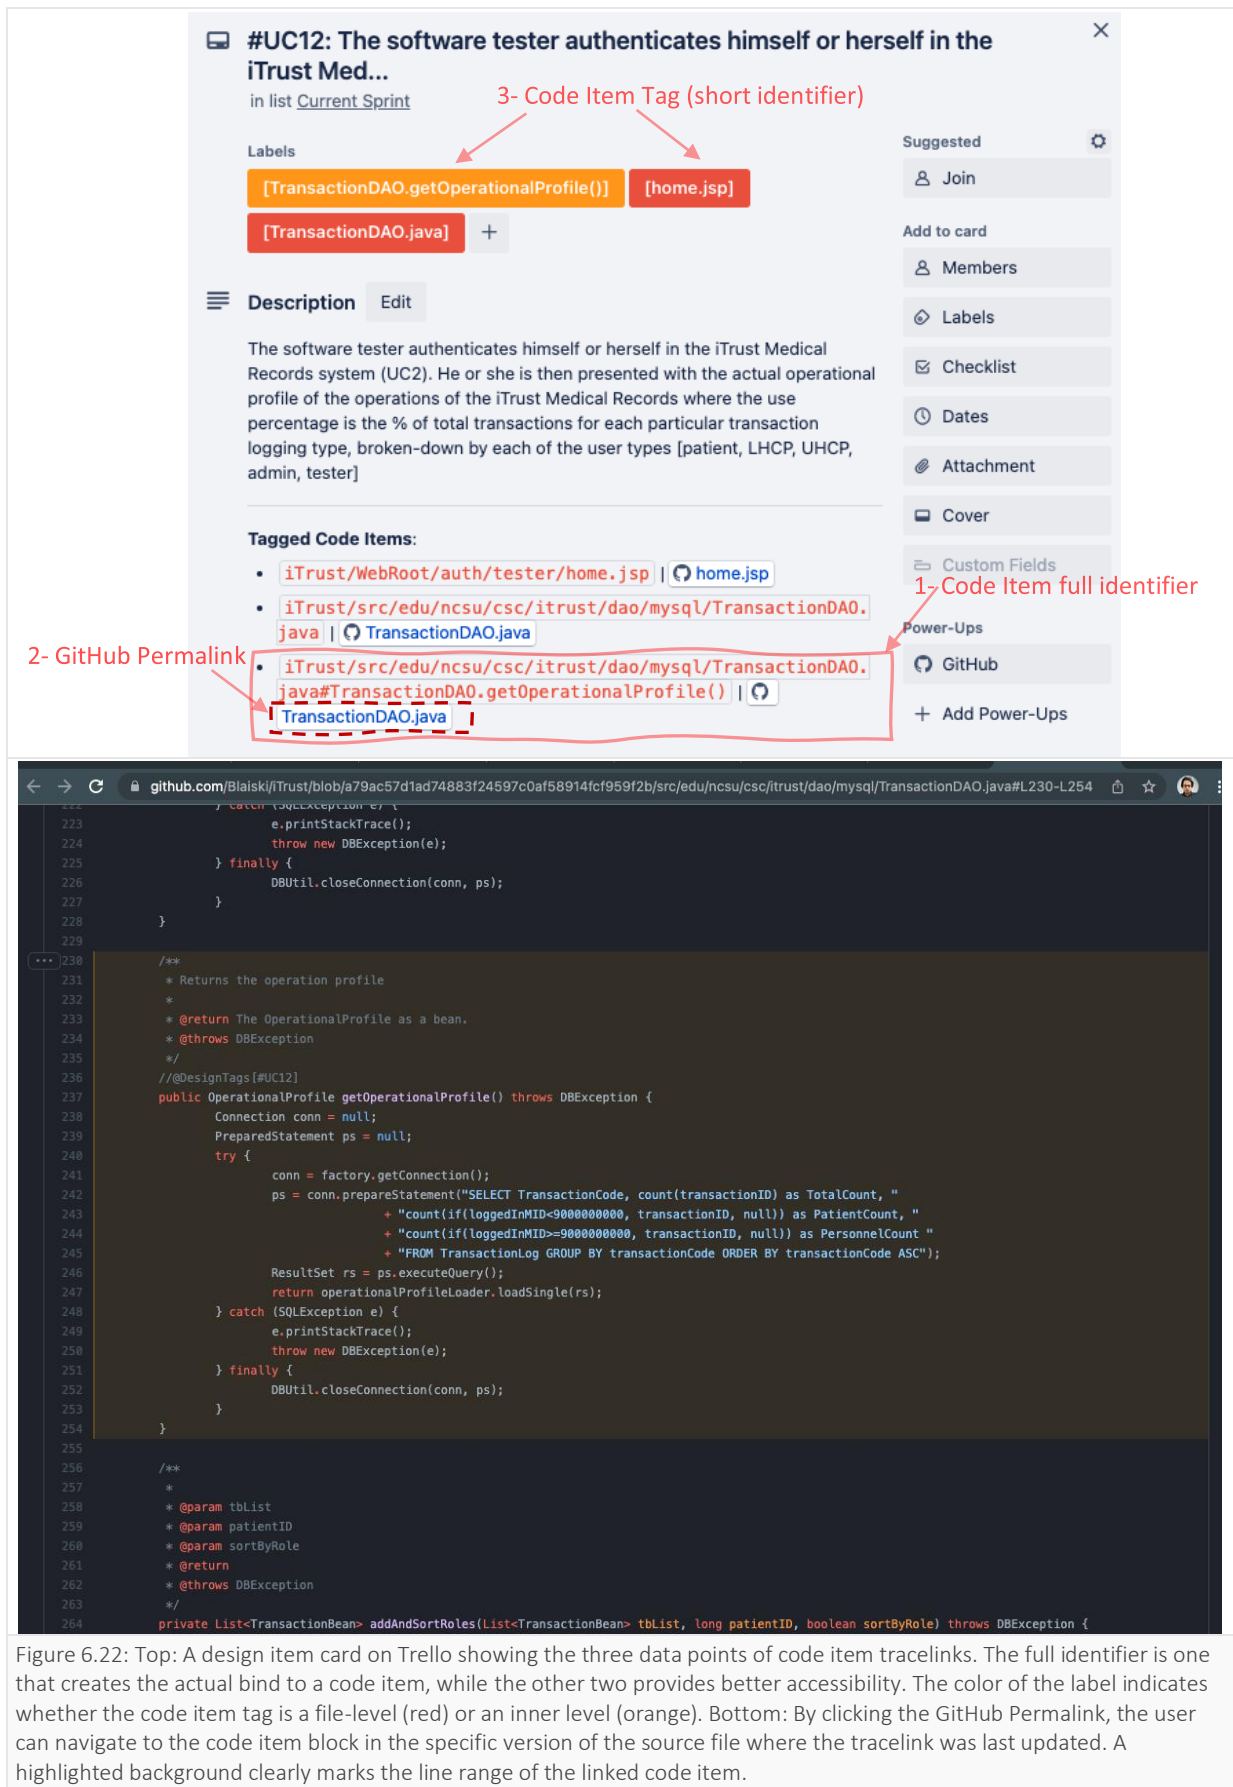 #UC12: The software tester authenticates himself or herself in the
iTrust Med...
in list Current Sprint
3- Code Item Tag (short identifier)
Labels
[TransactionDAO.getOperationalProfile()] [home.jsp]
[TransactionDAO.java] +
Suggested
Join
Add to card
Members
Labels
Checklist
Dates
Attachment
Cover
Custom Fields
Power-Ups
GitHub
+ Add Power-Ups
Description Edit
The software tester authenticates himself or herself in the iTrust Medical
Records system (UC2). He or she is then presented with the actual operational
profile of the operations of the iTrust Medical Records where the use
percentage is the % of total transactions for each particular transaction
logging type, broken-down by each of the user types [patient, LHCP, UHCP,
admin, tester]
Tagged Code Items:
• iTrust/WebRoot/auth/tester/home.jsp | home.jsp
1- Code Item full identifier
• iTrust/src/edu/ncsu/csc/itrust/dao/mysql/TransactionDAO.
java | TransactionDAO.java
2- GitHub Permalink
• iTrust/src/edu/ncsu/csc/itrust/dao/mysql/TransactionDAO.
java#TransactionDAO.getOperationalProfile() |
TransactionDAO.java
github.com/Blaiski/iTrust/blob/a79ac57d1ad74883f24597c0af58914fcf959f2b/src/edu/ncsu/csc/itrust/dao/mysql/TransactionDAO.java#L230-L254
222 } catch (SQLException e) {
223 e.printStackTrace();
224 throw new DBException(e);
225 } finally {
226 DBUtil.closeConnection(conn, ps);
227 }
228 }
229
230 /**
231 * Returns the operation profile
232 *
233 * @return The OperationalProfile as a bean.
234 * @throws DBException
235 */
236 //@DesignTags[#UC12]
237 public OperationalProfile getOperationalProfile() throws DBException {
238 Connection conn = null;
239 PreparedStatement ps = null;
240 try {
241 conn = factory.getConnection();
242 ps = conn.prepareStatement("SELECT TransactionCode, count(transactionID) as TotalCount, "
243 + "count(if(loggedInMID<9000000000, transactionID, null)) as PatientCount, "
244 + "count(if(loggedInMID>=9000000000, transactionID, null)) as PersonnelCount "
245 + "FROM TransactionLog GROUP BY transactionCode ORDER BY transactionCode ASC");
246 ResultSet rs = ps.executeQuery();
247 return operationalProfileLoader.loadSingle(rs);
248 } catch (SQLException e) {
249 e.printStackTrace();
250 throw new DBException(e);
251 } finally {
252 DBUtil.closeConnection(conn, ps);
253 }
254 }
255
256 /**
257 *
258 * @param tbList
259 * @param patientID
260 * @param sortByRole
261 * @return
262 * @throws DBException
263 */
264 private List<TransactionBean> addAndSortRoles(List<TransactionBean> tbList, long patientID, boolean sortByRole) throws DBException {
Figure 6.22: Top: A design item card on Trello showing the three data points of code item tracelinks. The full identifier is one
that creates the actual bind to a code item, while the other two provides better accessibility. The color of the label indicates
whether the code item tag is a file-level (red) or an inner level (orange). Bottom: By clicking the GitHub Permalink, the user
can navigate to the code item block in the specific version of the source file where the tracelink was last updated. A
highlighted background clearly marks the line range of the linked code item.